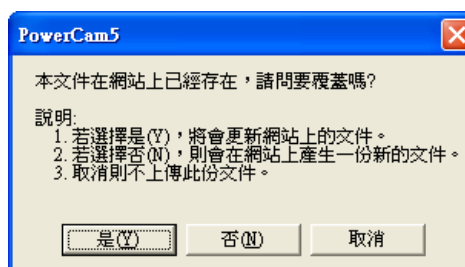 PowerCam5
本文件在網站上已經存在，請問要覆蓋嗎?
說明:
1. 若選擇是(Y)，將會更新網站上的文件。
2. 若選擇否(N)，則會在網站上產生一份新的文件。
3. 取消則不上傳此份文件。
是(Y)
否(N)
取消